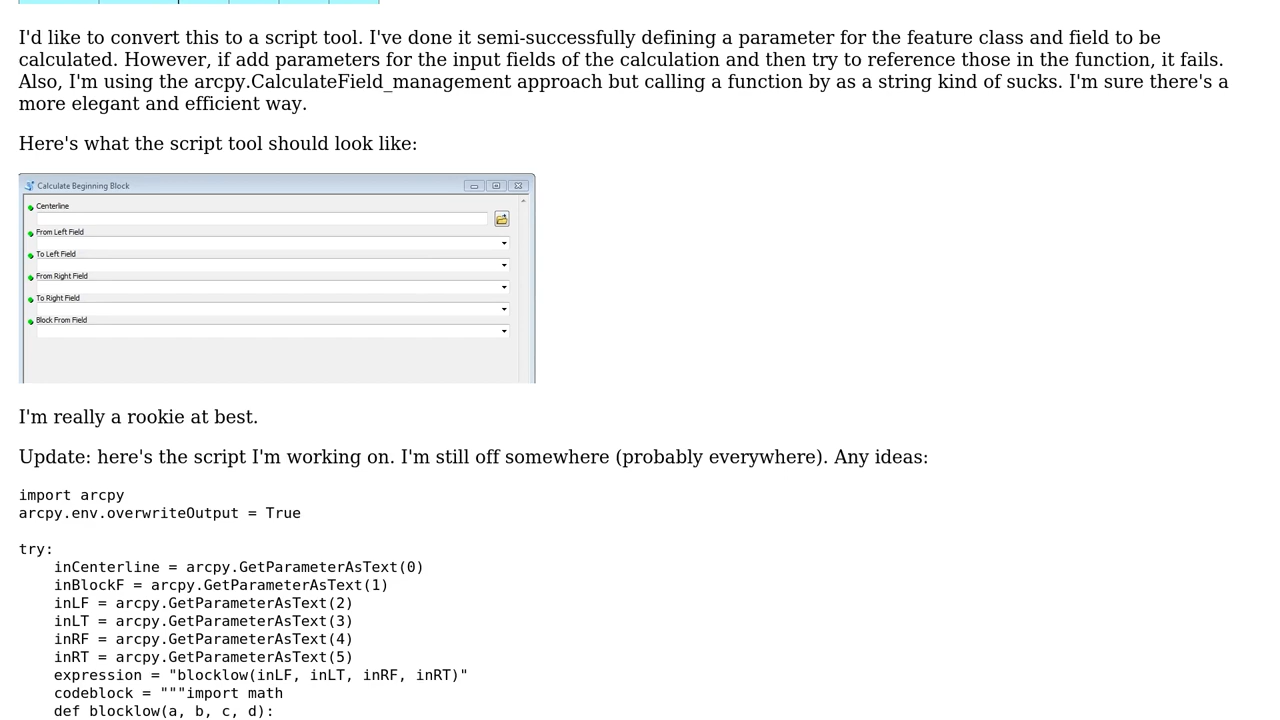 I'd like to convert this to a script tool. I've done it semi-successfully defining a parameter for the feature class and field to be
calculated. However, if add parameters for the input fields of the calculation and then try to reference those in the function, it fails.
Also, I'm using the arcpy.CalculateField_management approach but calling a function by as a string kind of sucks. I'm sure there's a
more elegant and efficient way.
Here's what the script tool should look like:
Calculate Beginning Block
Centerline
From Left Field
To Left Field
From Right Field
To Right Field
Block From Field
I'm really a rookie at best.
Update: here's the script I'm working on. I'm still off somewhere (probably everywhere). Any ideas:
import arcpy
arcpy.env.overwriteOutput = True
try:
    inCenterline = arcpy.GetParameterAsText(0)
    inBlockF = arcpy.GetParameterAsText(1)
    inLF = arcpy.GetParameterAsText(2)
    inLT = arcpy.GetParameterAsText(3)
    inRF = arcpy.GetParameterAsText(4)
    inRT = arcpy.GetParameterAsText(5)
    expression = "blocklow(inLF, inLT, inRF, inRT)"
    codeblock = """import math
    def blocklow(a, b, c, d):